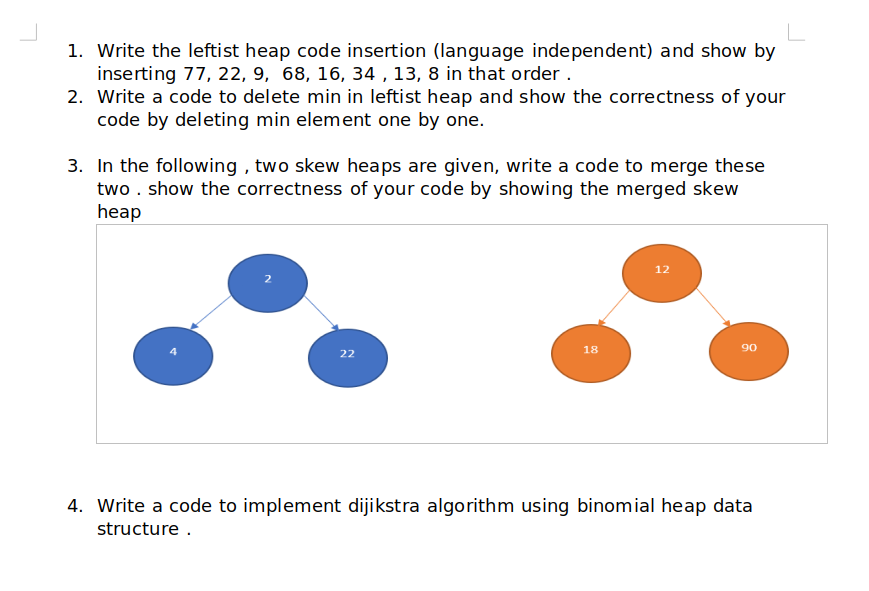 1. Write the leftist heap code insertion (language independent) and show by
inserting 77, 22, 9,  68, 16, 34 , 13, 8 in that order .
2. Write a code to delete min in leftist heap and show the correctness of your
code by deleting min element one by one.
3. In the following , two skew heaps are given, write a code to merge these
two . show the correctness of your code by showing the merged skew
heap
2
12
4
22
18
90
4. Write a code to implement dijikstra algorithm using binomial heap data
structure .